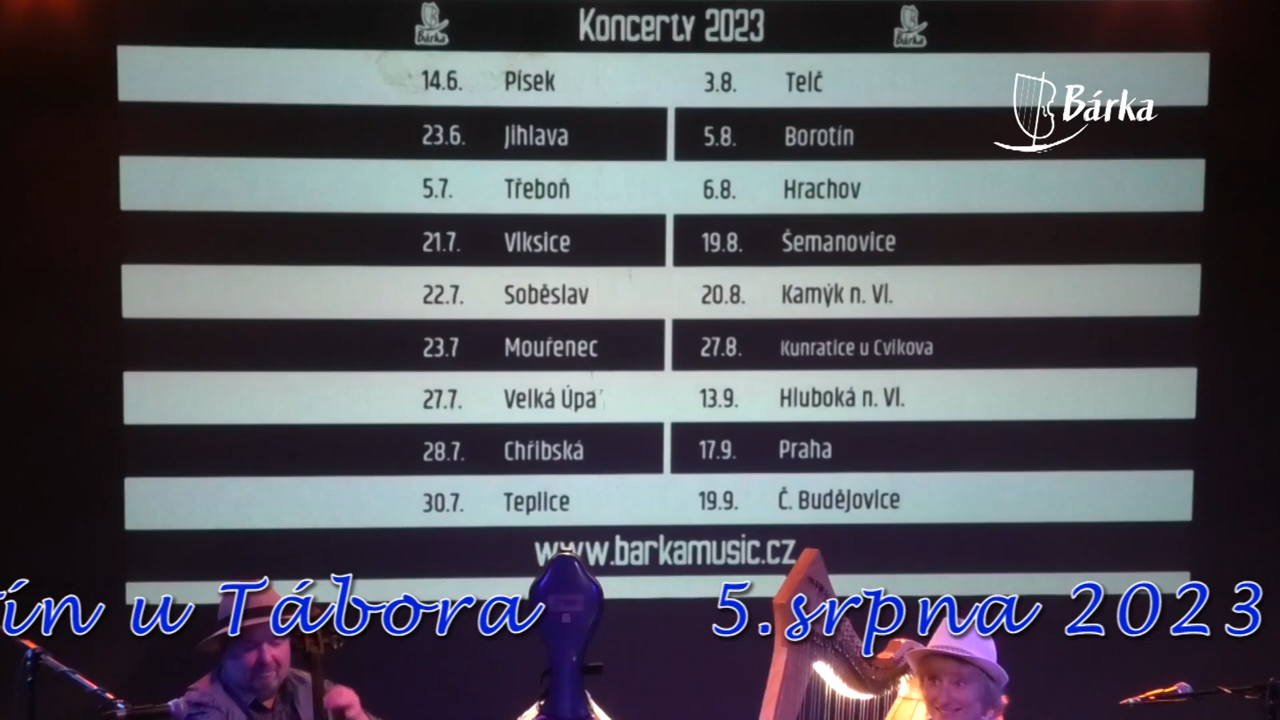 Bárka
Koncerty 2023
Bárka
14.6. Písek 3.8. Telč
Bárka
23.6. Jihlava 5.8. Borotín
5.7. Třeboň 6.8. Hrachov
21.7. Vlksice 19.8. Šemanovice
22.7. Soběslav 20.8. Kamýk n. Vl.
23.7 Mouřenec 27.8. Kunratice u Cvikova
27.7. Velká Úpa 13.9. Hluboká n. Vl.
28.7. Chřibská 17.9. Praha
30.7. Teplice 19.9. Č. Budějovice
www.barkamusic.cz
ín u Tábora 5.srpna 2023